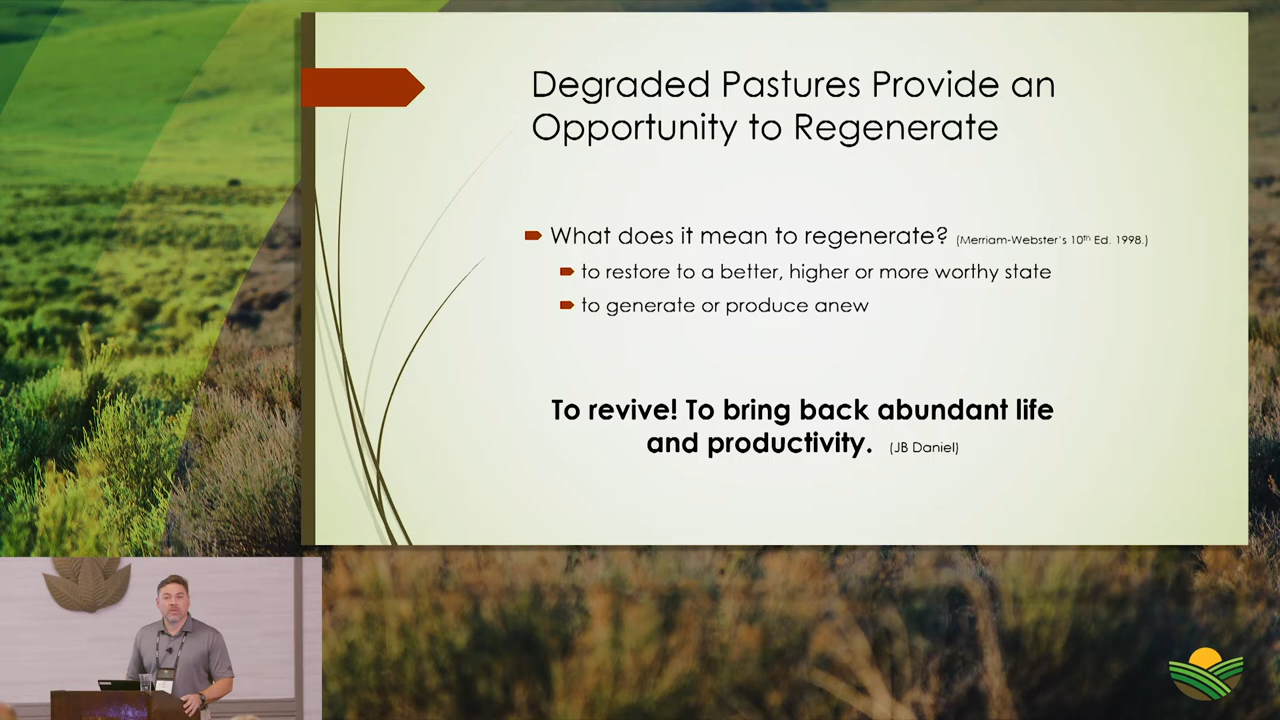 Degraded Pastures Provide an
Opportunity to Regenerate
What does it mean to regenerate? (Merriam-Webster's 10th Ed. 1998.)
to restore to a better, higher or more worthy state
to generate or produce anew
To revive! To bring back abundant life
and productivity. (JB Daniel)